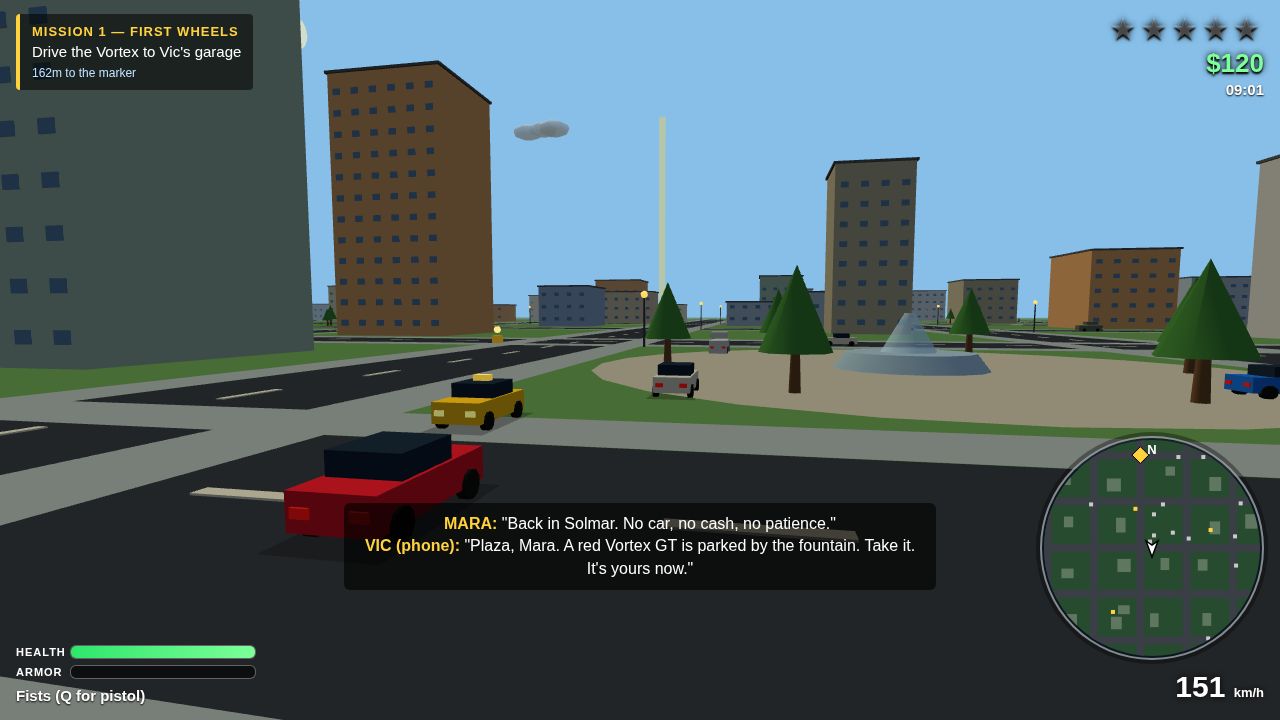 MISSION 1 — FIRST WHEELS
Drive the Vortex to Vic's garage
162m to the marker
$120
09:01
MARA: "Back in Solmar. No car, no cash, no patience."
VIC (phone): "Plaza, Mara. A red Vortex GT is parked by the fountain. Take it.
It's yours now."
N
HEALTH
ARMOR
Fists (Q for pistol)
151 km/h